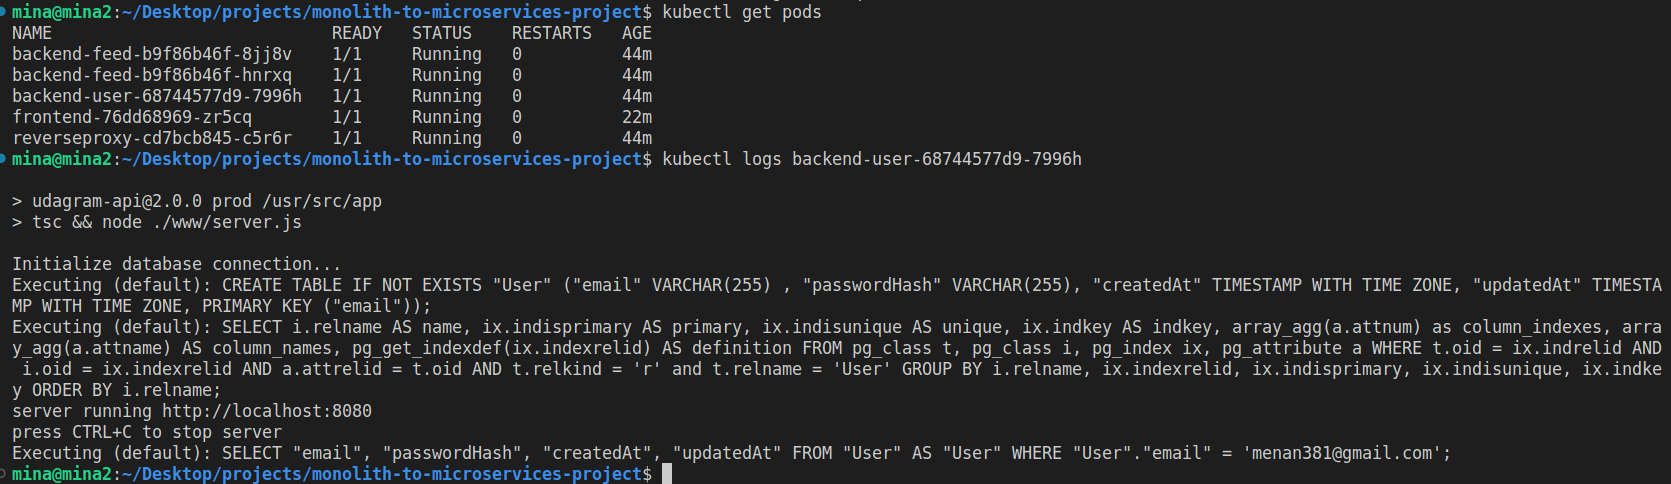 mina@mina2:~/Desktop/projects/monolith-to-microservices-project$ kubectl get pods
NAME                            READY   STATUS    RESTARTS   AGE
backend-feed-b9f86b46f-8jj8v    1/1     Running   0          44m
backend-feed-b9f86b46f-hnrxq    1/1     Running   0          44m
backend-user-68744577d9-7996h   1/1     Running   0          44m
frontend-76dd68969-zr5cq        1/1     Running   0          22m
reverseproxy-cd7bcb845-c5r6r    1/1     Running   0          44m
mina@mina2:~/Desktop/projects/monolith-to-microservices-project$ kubectl logs backend-user-68744577d9-7996h
> udagram-api@2.0.0 prod /usr/src/app
> tsc && node ./www/server.js
Initialize database connection...
Executing (default): CREATE TABLE IF NOT EXISTS "User" ("email" VARCHAR(255) , "passwordHash" VARCHAR(255), "createdAt" TIMESTAMP WITH TIME ZONE, "updatedAt" TIMESTA
MP WITH TIME ZONE, PRIMARY KEY ("email"));
Executing (default): SELECT i.relname AS name, ix.indisprimary AS primary, ix.indisunique AS unique, ix.indkey AS indkey, array_agg(a.attnum) as column_indexes, arra
y_agg(a.attname) AS column_names, pg_get_indexdef(ix.indexrelid) AS definition FROM pg_class t, pg_class i, pg_index ix, pg_attribute a WHERE t.oid = ix.indrelid AND
 i.oid = ix.indexrelid AND a.attrelid = t.oid AND t.relkind = 'r' and t.relname = 'User' GROUP BY i.relname, ix.indexrelid, ix.indisprimary, ix.indisunique, ix.indke
y ORDER BY i.relname;
server running http://localhost:8080
press CTRL+C to stop server
Executing (default): SELECT "email", "passwordHash", "createdAt", "updatedAt" FROM "User" AS "User" WHERE "User"."email" = 'menan381@gmail.com';
mina@mina2:~/Desktop/projects/monolith-to-microservices-project$